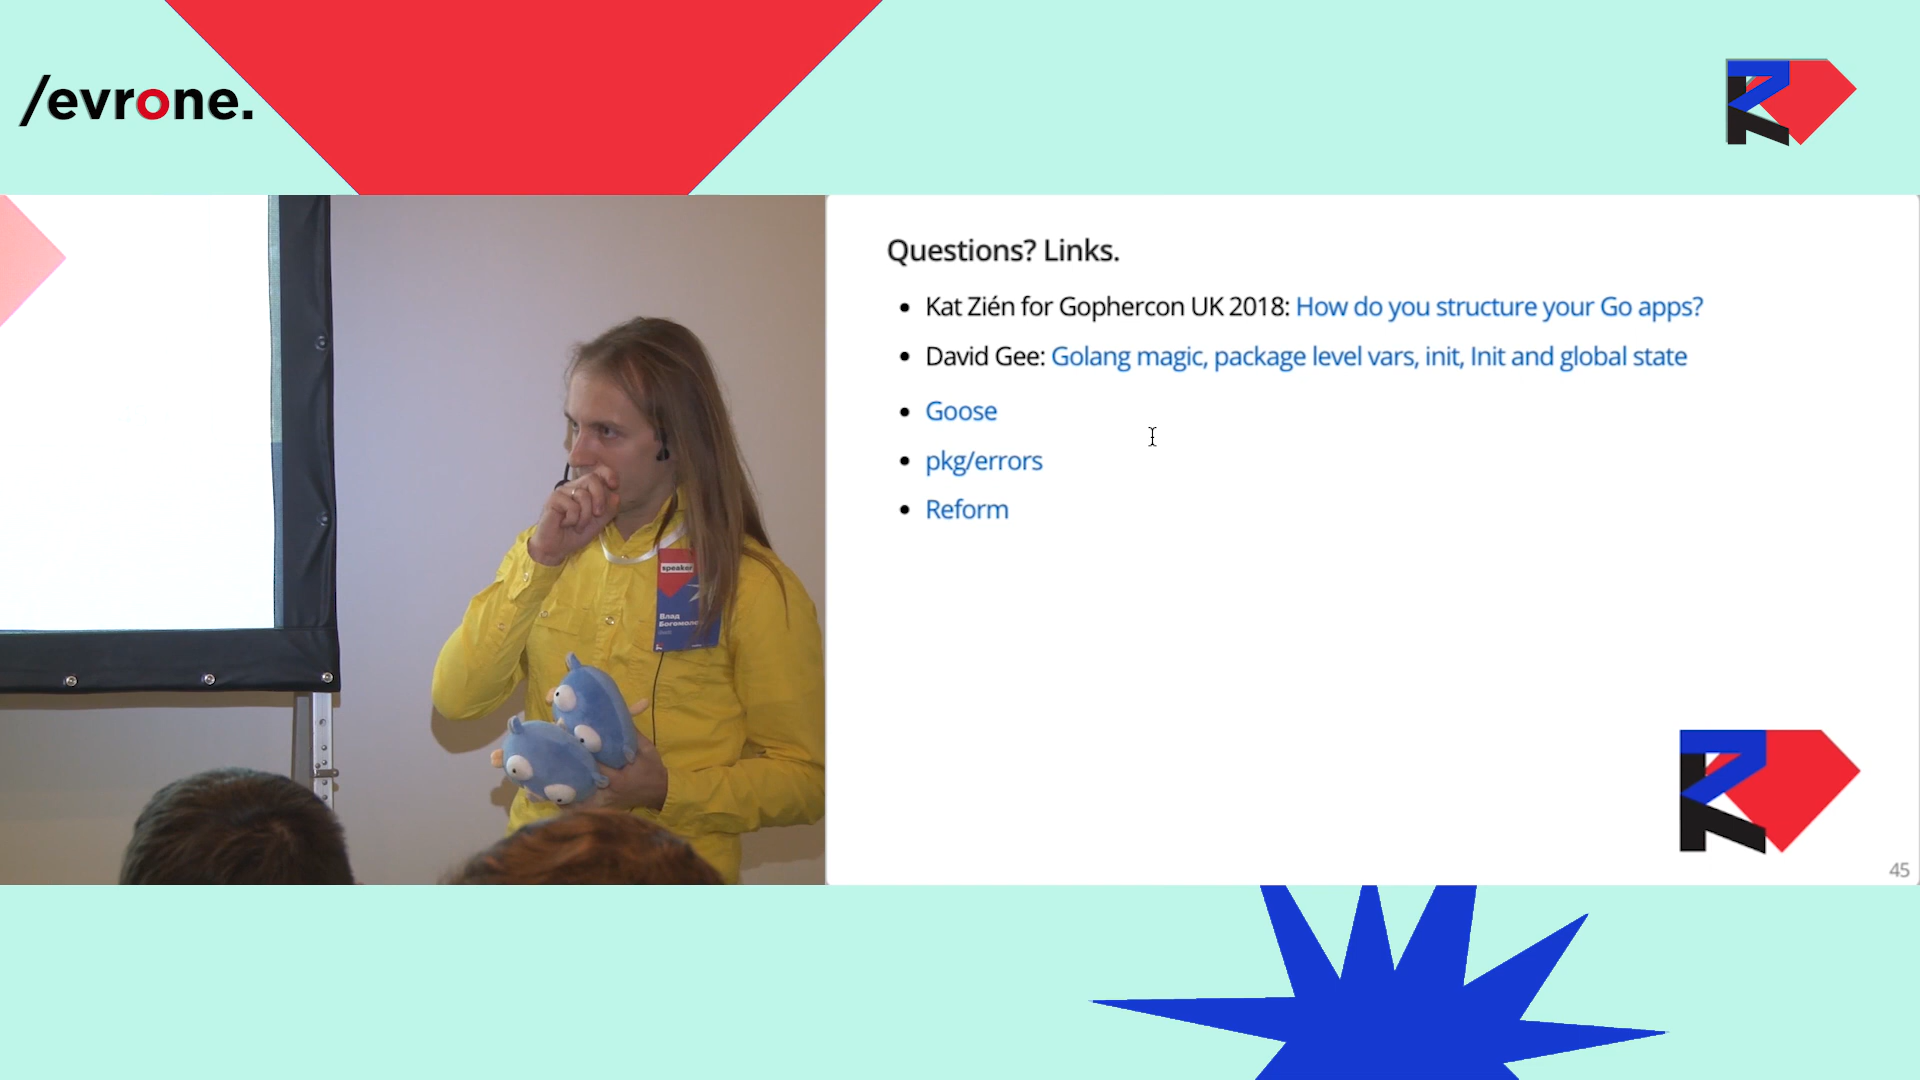 /evrone.
Questions? Links.
Kat Zién for Gophercon UK 2018: How do you structure your Go apps?
David Gee: Golang magic, package level vars, init, Init and global state
Goose
pkg/errors
Reform
45
speaker
Влад